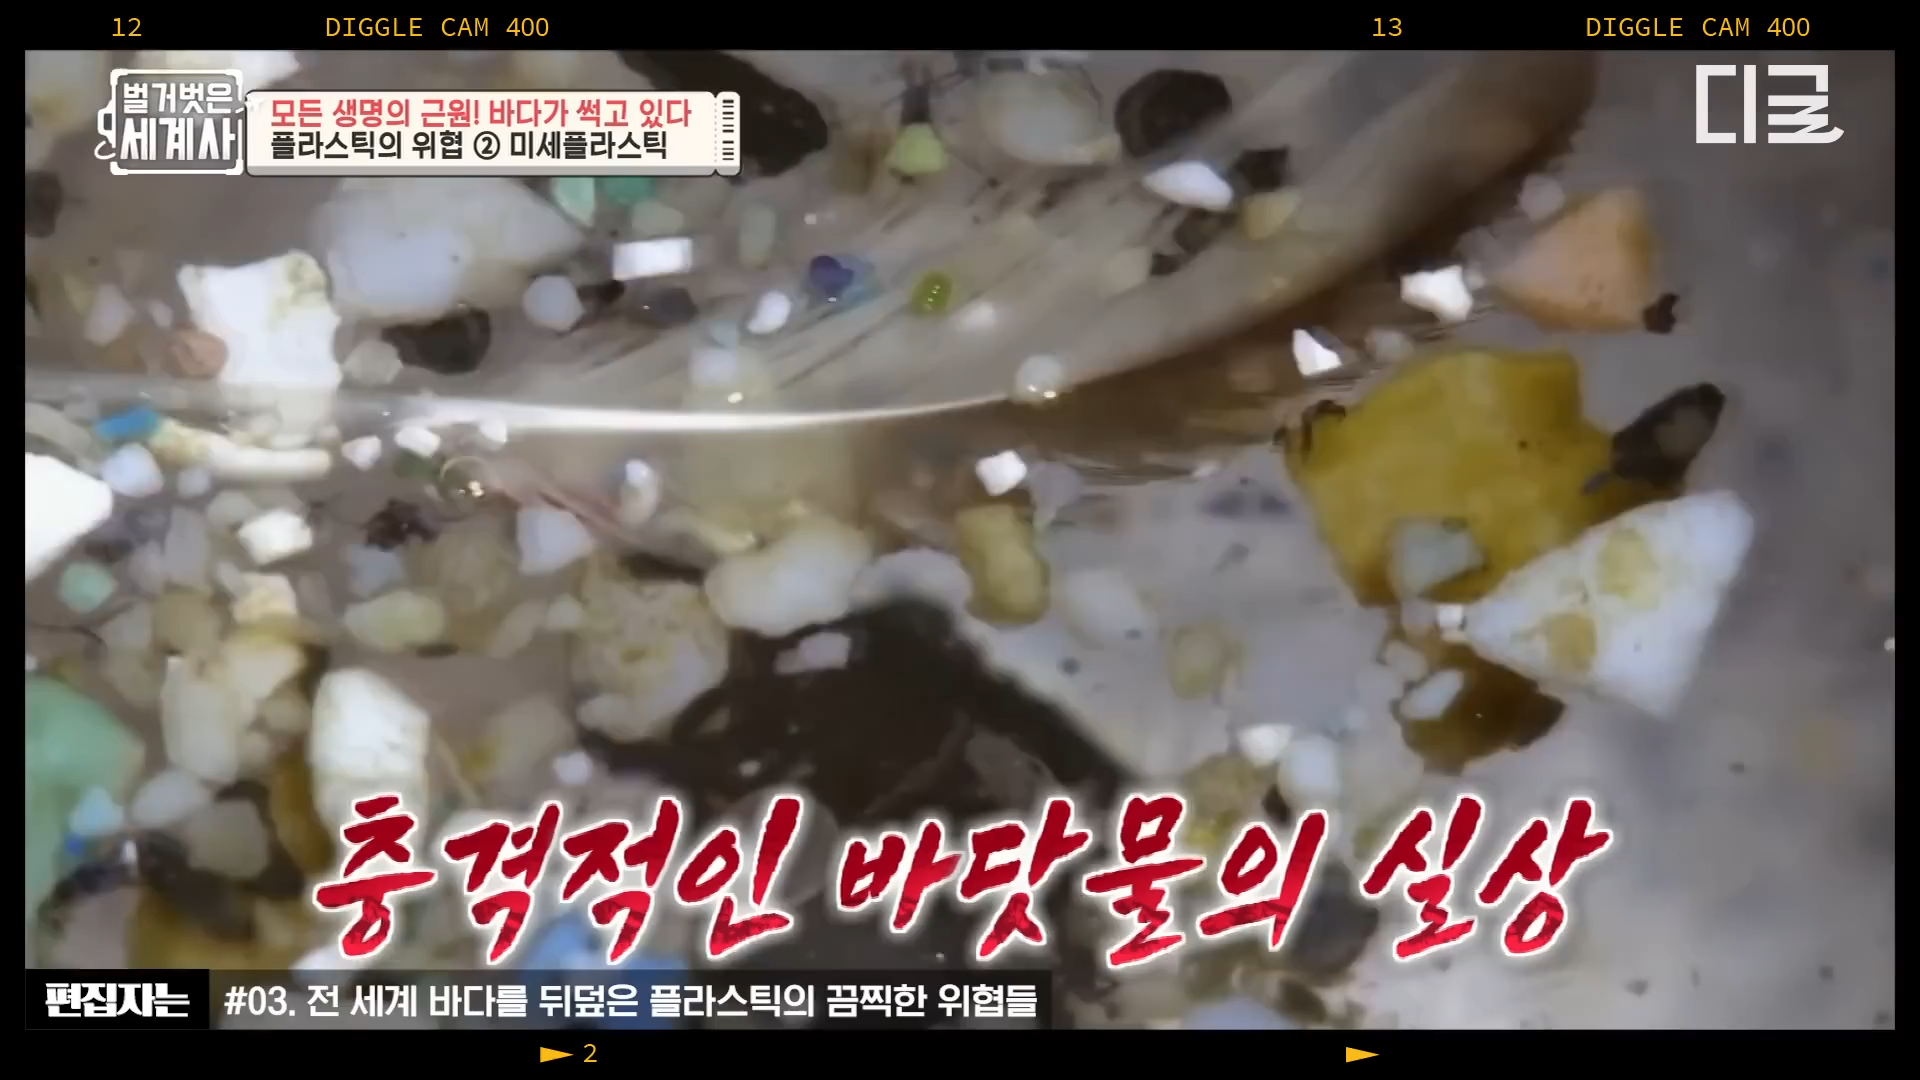 12 DIGGLE CAM 400 13 DIGGLE CAM 400
벌거벗은
세계사
모든 생명의 근원! 바다가 썩고 있다
플라스틱의 위협 ② 미세플라스틱
디글
충격적인 바닷물의 실상
편집자는 #03. 전 세계 바다를 뒤덮은 플라스틱의 끔찍한 위협들
2